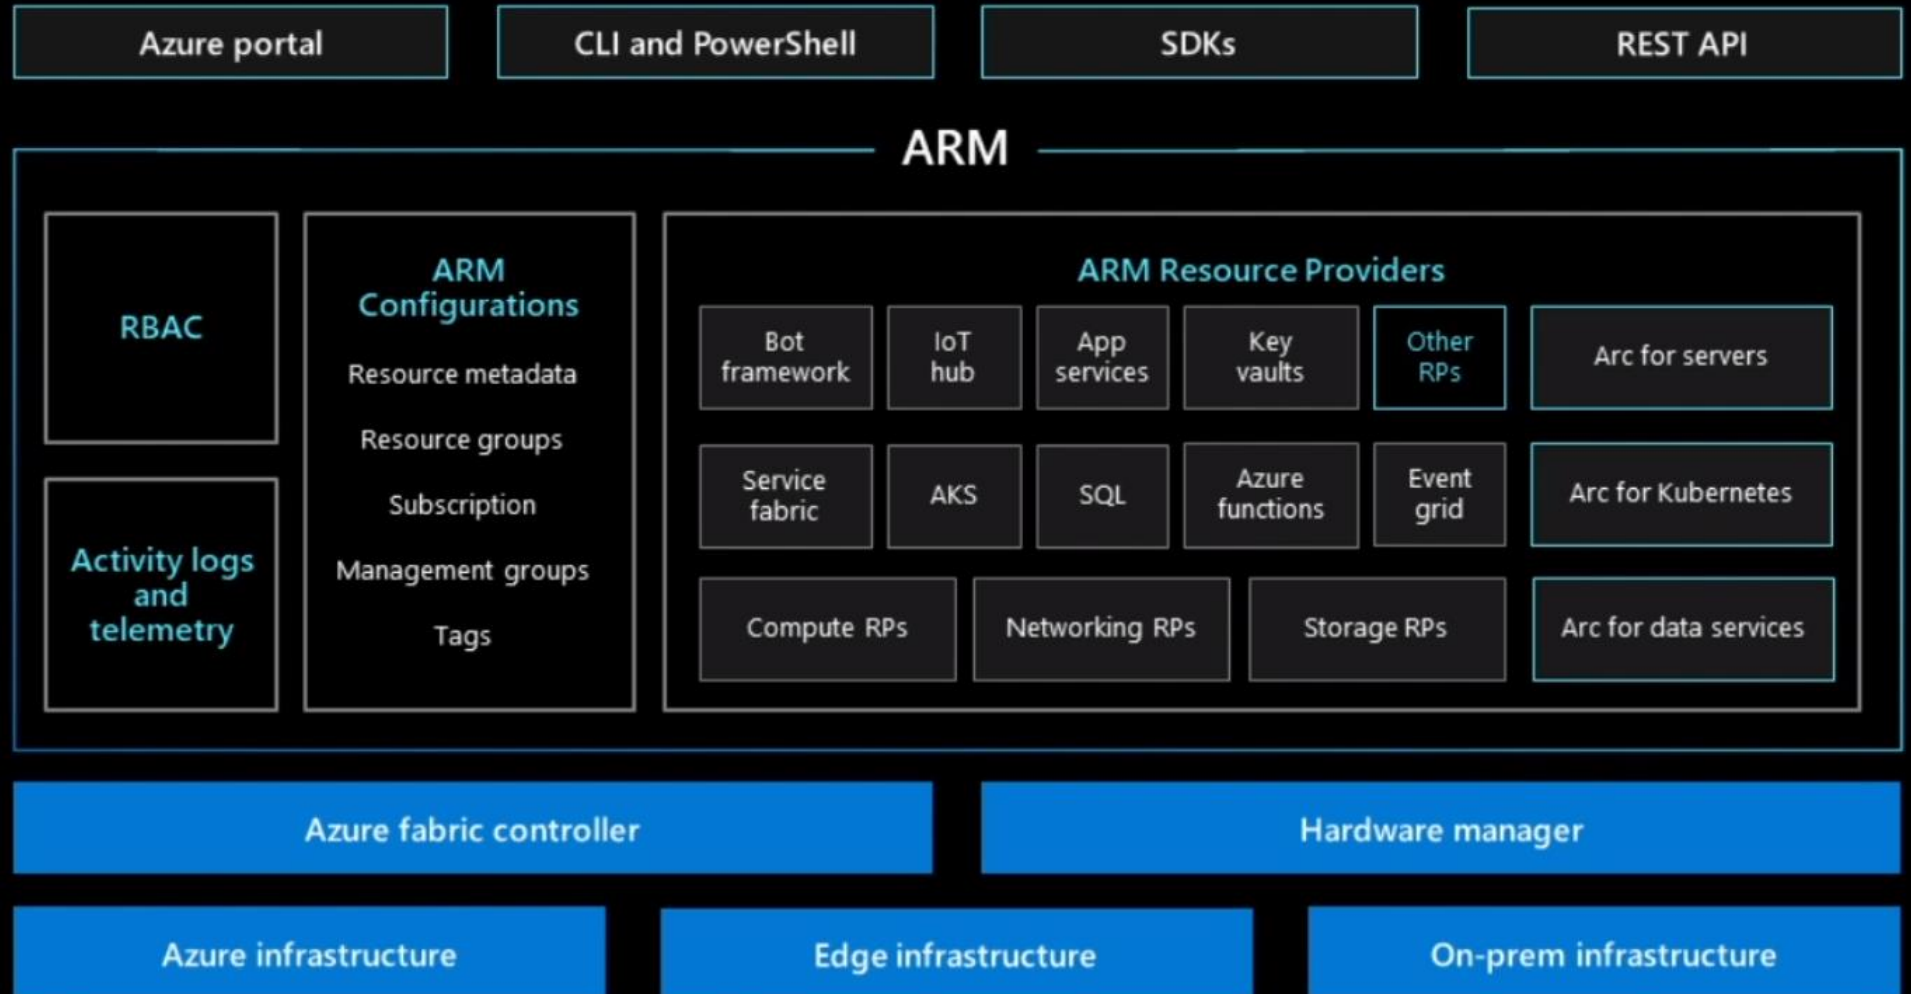 Azure portal
CLI and PowerShell
SDKs
REST API
ARM
RBAC
Activity logs
and
telemetry
ARM
Configurations
Resource metadata
Resource groups
Subscription
Management groups
Tags
ARM Resource Providers
Bot
framework
IoT
hub
App
services
Key
vaults
Other
RPs
Arc for servers
Service
fabric
AKS
SQL
Azure
functions
Event
grid
Arc for Kubernetes
Compute RPs
Networking RPs
Storage RPs
Arc for data services
Azure fabric controller
Hardware manager
Azure infrastructure
Edge infrastructure
On-prem infrastructure